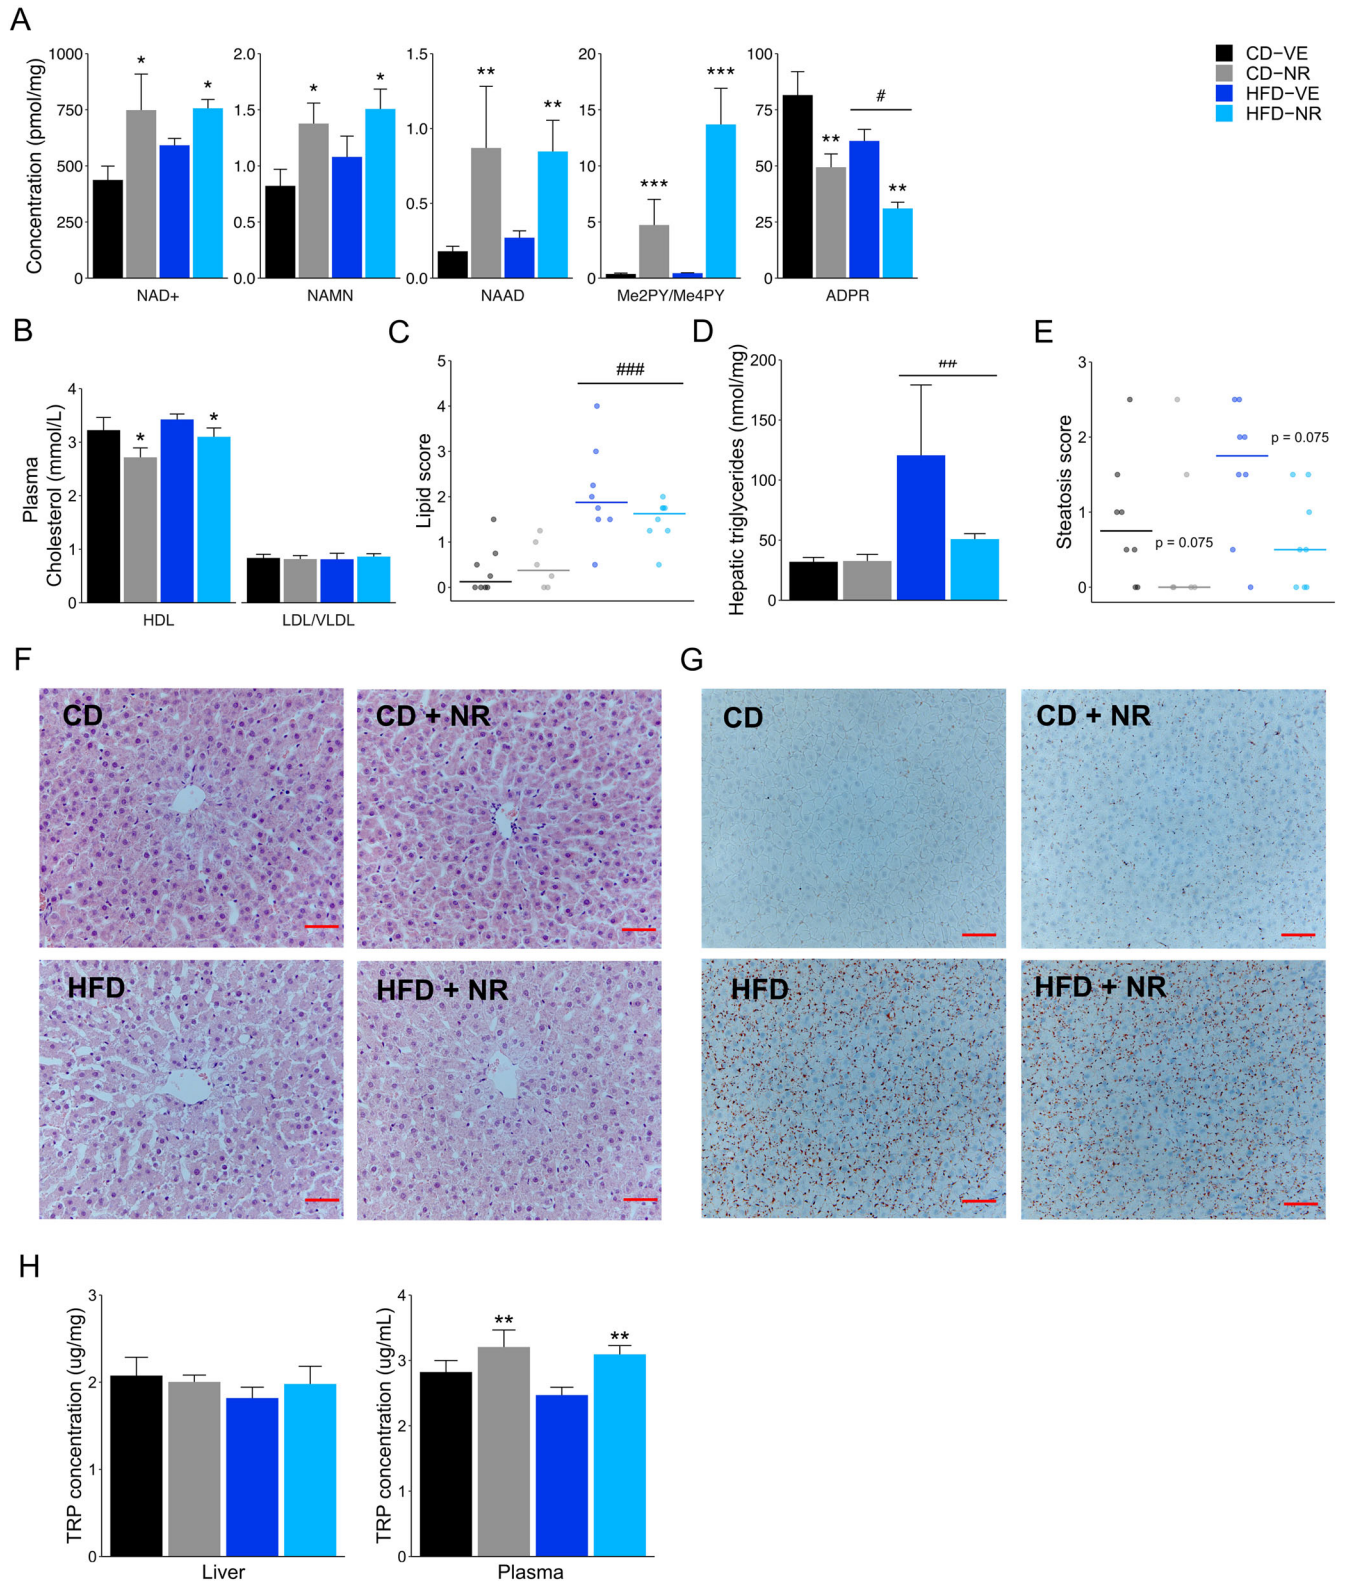 A
CD−VE
CD−NR
HFD−VE
HFD−NR
Concentration (pmol/mg)
1000
750
500
250
0
* *
NAD+
2.0
1.5
1.0
0.5
0.0
* *
NAMN
1.5
1.0
0.5
0.0
** **
NAAD
20
15
10
5
0
*** ***
Me2PY/Me4PY
100
75
50
25
0
** # **
ADPR
B
Plasma
Cholesterol (mmol/L)
4
3
2
1
0
* *
HDL
LDL/VLDL
C
Lipid score
5
4
3
2
1
0
###
D
Hepatic triglycerides (nmol/mg)
200
150
100
50
0
##
E
Steatosis score
3
2
1
0
p = 0.075
p = 0.075
F
CD
CD + NR
HFD
HFD + NR
G
CD
CD + NR
HFD
HFD + NR
H
TRP concentration (ug/mg)
3
2
1
0
Liver
TRP concentration (ug/mL)
4
3
2
1
0
** **
Plasma